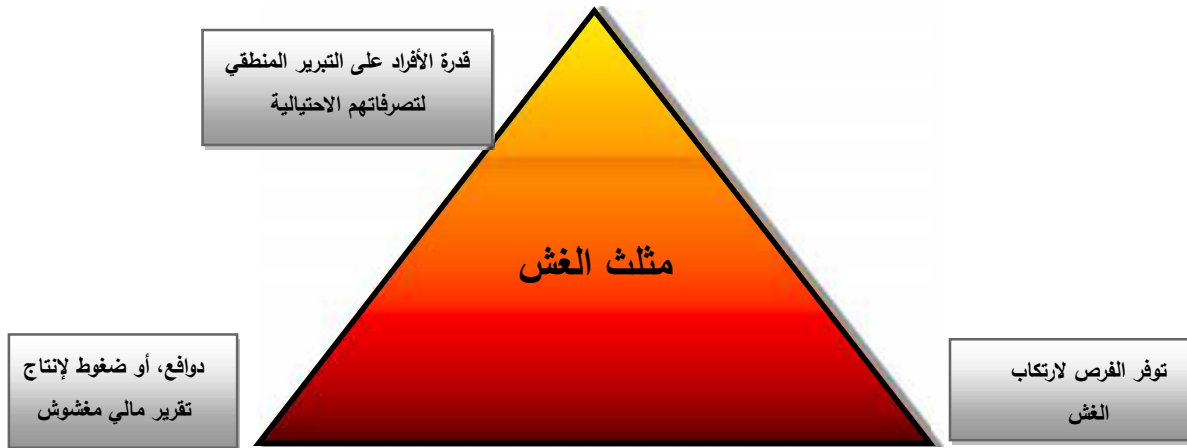 قدرة الأفراد على التبرير المنطقي
لتصرفاتهم الاحتيالية
مثلث الغش
توفر الفرص لارتكاب
الغش
دوافع، أو ضغوط لإنتاج
تقرير مالي مغشوش